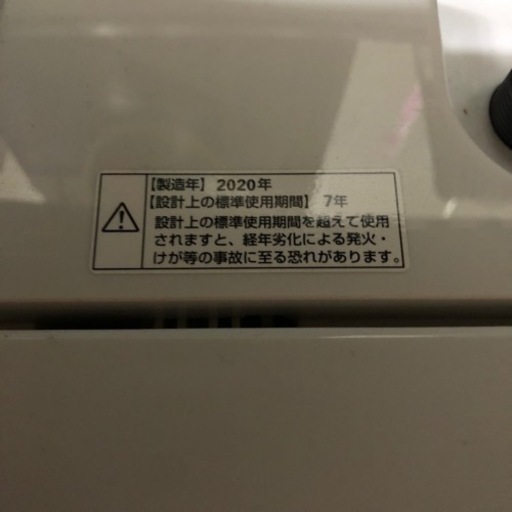 【製造年】 2020年
【設計上の標準使用期間】 7年
設計上の標準使用期間を超えて使用
されますと、経年劣化による発火・
けが等の事故に至る恐れがあります。